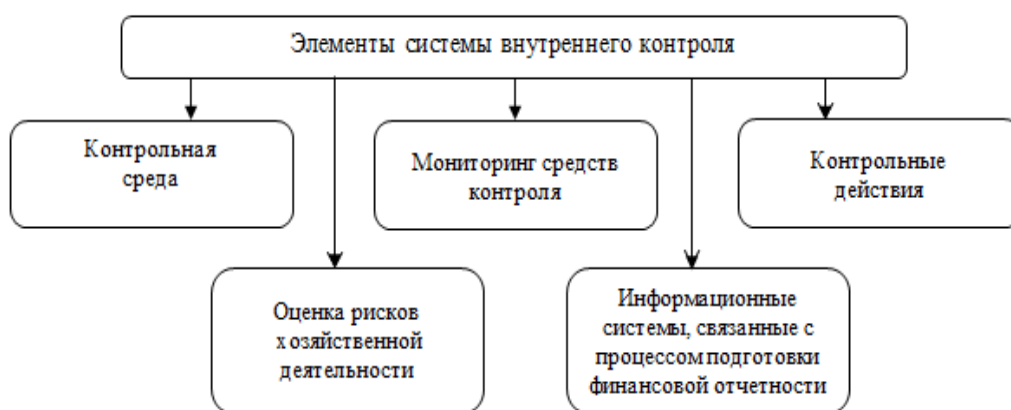 Элементы системы внутреннего контроля
Контрольная
среда
Мониторинг средств
контроля
Контрольные
действия
Оценка рисков
х озяйственной
деятельности
Информационные
системы, связанные с
процессом подготовки
финансовой отчетности